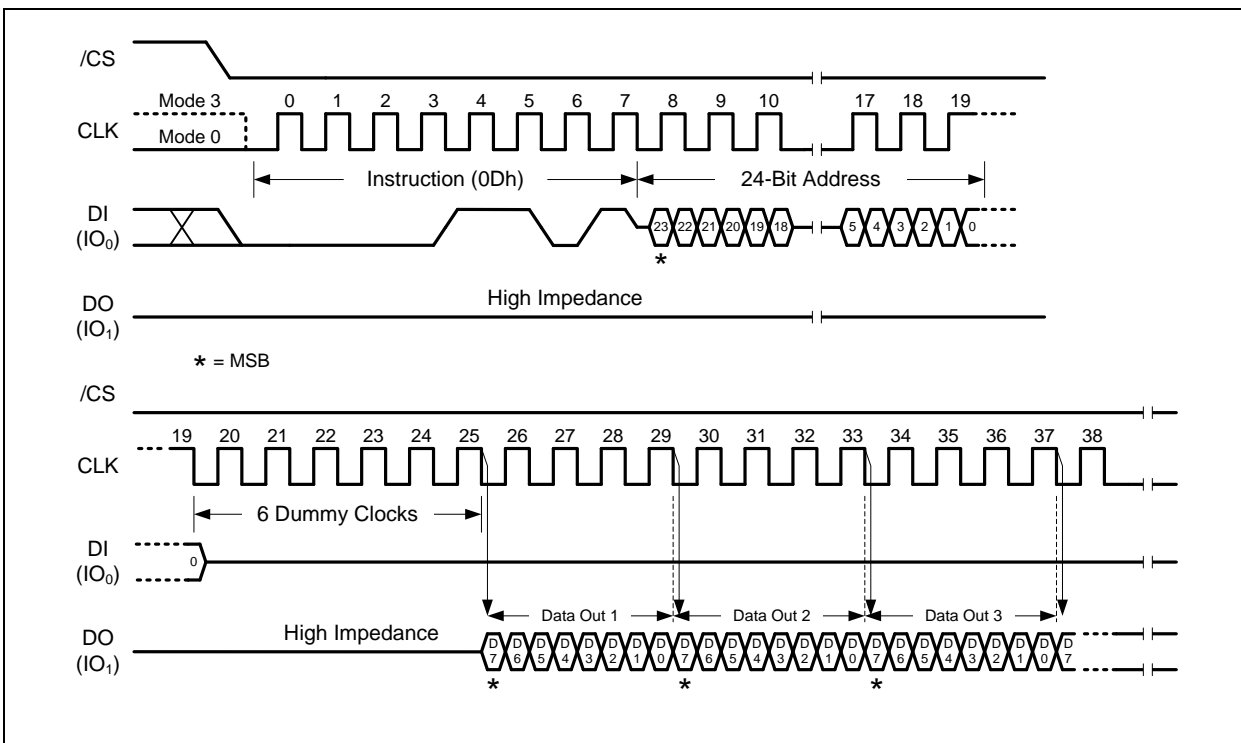 /CS
Mode 3
0 1 2 3 4 5 6 7 8 9 10 17 18 19
CLK
Mode 0
Instruction (0Dh) 24-Bit Address
DI
(IO0)
23 22 21 20 19 18 5 4 3 2 1 0
*
High Impedance
DO
(IO1)
* = MSB
/CS
19 20 21 22 23 24 25 26 27 28 29 30 31 32 33 34 35 36 37 38
CLK
6 Dummy Clocks
DI
(IO0)
0
Data Out 1 Data Out 2 Data Out 3
DO
(IO1)
High Impedance
D7 D6 D5 D4 D3 D2 D1 D0 D7 D6 D5 D4 D3 D2 D1 D0 D7 D6 D5 D4 D3 D2 D1 D0 D7
* * *